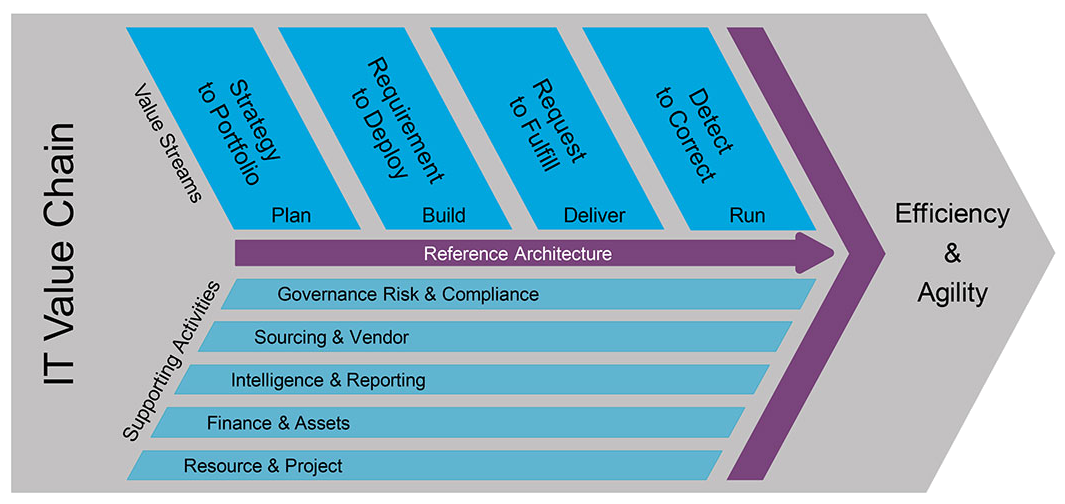 IT Value Chain
Value Streams
Strategy
to Portfolio
Plan
Requirement
to Deploy
Build
Request
to Fulfill
Deliver
Detect
to Correct
Run
Reference Architecture
Supporting Activities
Governance Risk & Compliance
Sourcing & Vendor
Intelligence & Reporting
Finance & Assets
Resource & Project
Efficiency
&
Agility